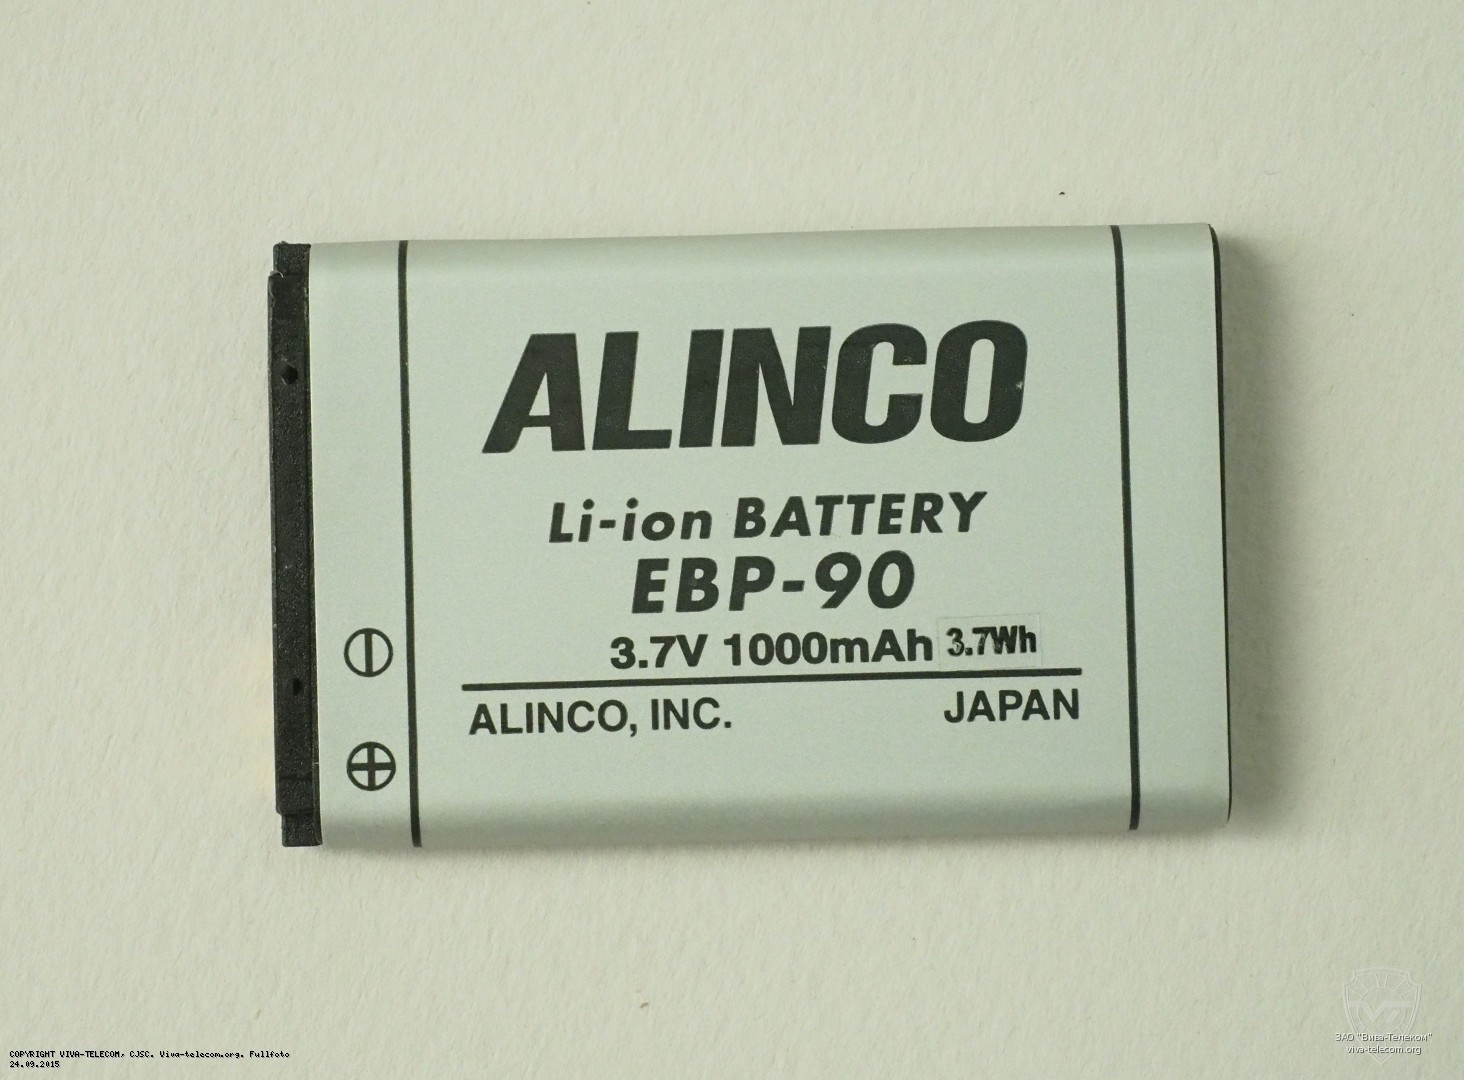 ALINCO
Li-ion BATTERY
EBP-90
3.7V 1000mAh 3.7Wh
ALINCO, INC. JAPAN
COPYRIGHT VIVA-TELECOM, CJSC. Viva-telecom.org. Fullfoto
24.09.2015
ЗАО "Вива-Телеком"
viva-telecom.org